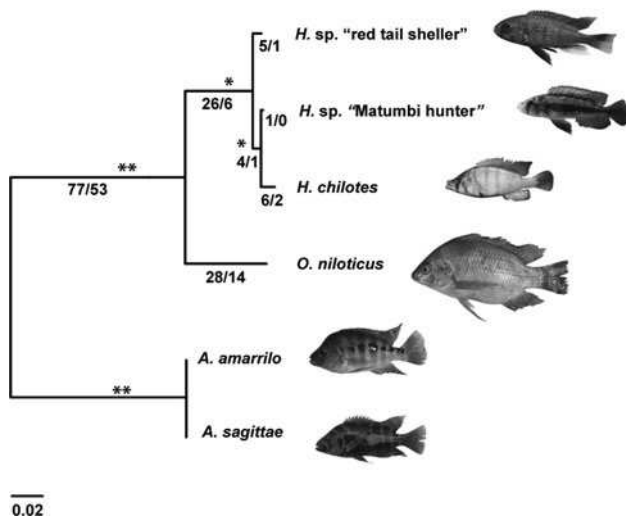 5/1
H. sp. “red tail sheller”
*
26/6
1/0
H. sp. “Matumbi hunter”
*
4/1
**
77/53
6/2
H. chilotes
28/14
O. niloticus
A. amarrilo
**
A. sagittae
0.02